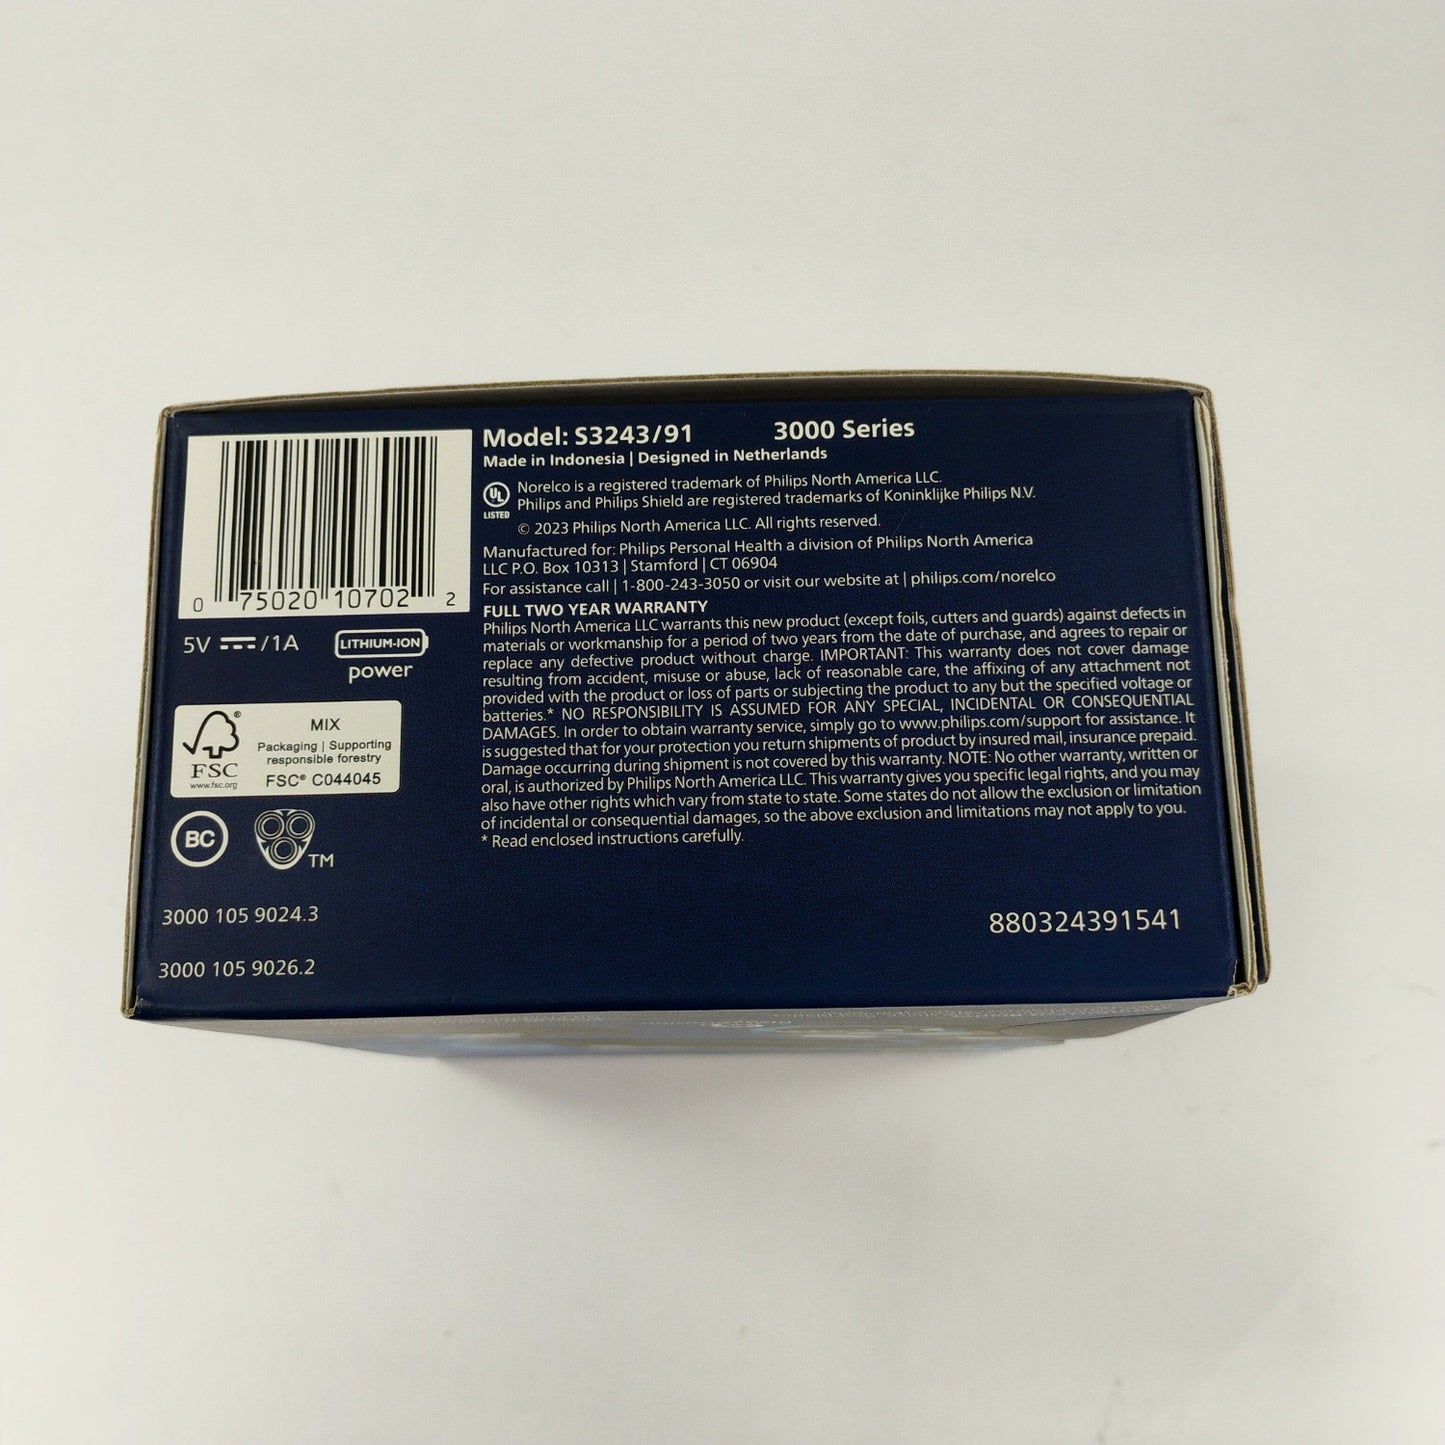 Model: S3243/91 3000 Series
Made in Indonesia | Designed in Netherlands
UL
LISTED
Norelco is a registered trademark of Philips North America LLC.
Philips and Philips Shield are registered trademarks of Koninklijke Philips N.V.
© 2023 Philips North America LLC. All rights reserved.
Manufactured for: Philips Personal Health a division of Philips North America
LLC P.O. Box 10313 | Stamford | CT 06904
For assistance call | 1-800-243-3050 or visit our website at | philips.com/norelco
FULL TWO YEAR WARRANTY
Philips North America LLC warrants this new product (except foils, cutters and guards) against defects in
materials or workmanship for a period of two years from the date of purchase, and agrees to repair or
replace any defective product without charge. IMPORTANT: This warranty does not cover damage
resulting from accident, misuse or abuse, lack of reasonable care, the affixing of any attachment not
provided with the product or loss of parts or subjecting the product to any but the specified voltage or
batteries.* NO RESPONSIBILITY IS ASSUMED FOR ANY SPECIAL, INCIDENTAL OR CONSEQUENTIAL
DAMAGES. In order to obtain warranty service, simply go to www.philips.com/support for assistance. It
is suggested that for your protection you return shipments of product by insured mail, insurance prepaid.
Damage occurring during shipment is not covered by this warranty. NOTE: No other warranty, written or
oral, is authorized by Philips North America LLC. This warranty gives you specific legal rights, and you may
also have other rights which vary from state to state. Some states do not allow the exclusion or limitation
of incidental or consequential damages, so the above exclusion and limitations may not apply to you.
* Read enclosed instructions carefully.
0 75020 10702 2
5V /1A
LITHIUM-ION
power
FSC®
www.fsc.org
MIX
Packaging | Supporting
responsible forestry
FSC® C044045
BC
TM
3000 105 9024.3
3000 105 9026.2
880324391541